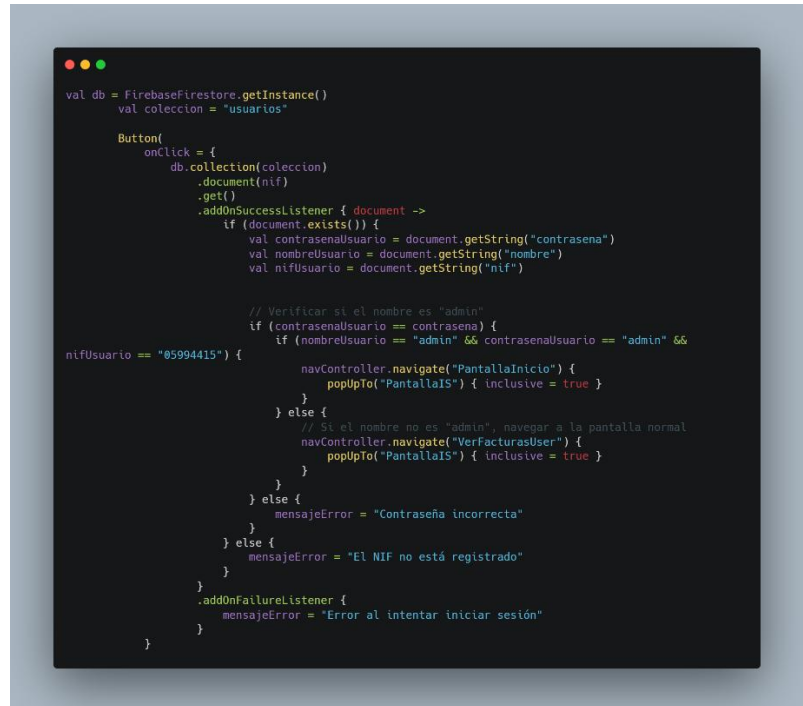 val db = FirebaseFirestore.getInstance()
        val coleccion = "usuarios"

        Button(
            onClick = {
                db.collection(coleccion)
                    .document(nif)
                    .get()
                    .addOnSuccessListener { document ->
                        if (document.exists()) {
                            val contrasenaUsuario = document.getString("contrasena")
                            val nombreUsuario = document.getString("nombre")
                            val nifUsuario = document.getString("nif")


                            // Verificar si el nombre es "admin"
                            if (contrasenaUsuario == contrasena) {
                                if (nombreUsuario == "admin" && contrasenaUsuario == "admin" &&
nifUsuario == "05994415") {
                                    navController.navigate("PantallaInicio") {
                                        popUpTo("PantallaIS") { inclusive = true }
                                    }
                                } else {
                                    // Si el nombre no es "admin", navegar a la pantalla normal
                                    navController.navigate("VerFacturasUser") {
                                        popUpTo("PantallaIS") { inclusive = true }
                                    }
                                }
                            } else {
                                mensajeError = "Contraseña incorrecta"
                            }
                        } else {
                            mensajeError = "El NIF no está registrado"
                        }
                    }
                    .addOnFailureListener {
                        mensajeError = "Error al intentar iniciar sesión"
                    }
            }